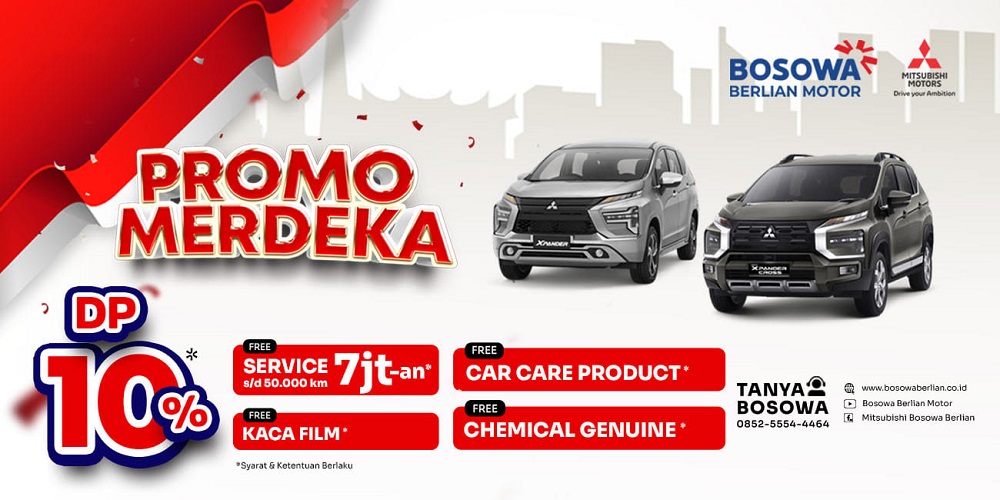 BOSOWA
BERLIAN MOTOR
MITSUBISHI
MOTORS
Drive your Ambition
PROMO
MERDEKA
XPANDER
XPANDER
CROSS
DP
10%*
FREE
SERVICE 7jt-an*
s/d 50.000 km
FREE
CAR CARE PRODUCT*
FREE
KACA FILM*
FREE
CHEMICAL GENUINE*
*Syarat & Ketentuan Berlaku
TANYA
BOSOWA
0852-5554-4464
www.bosowaberlian.co.id
Bosowa Berlian Motor
Mitsubishi Bosowa Berlian